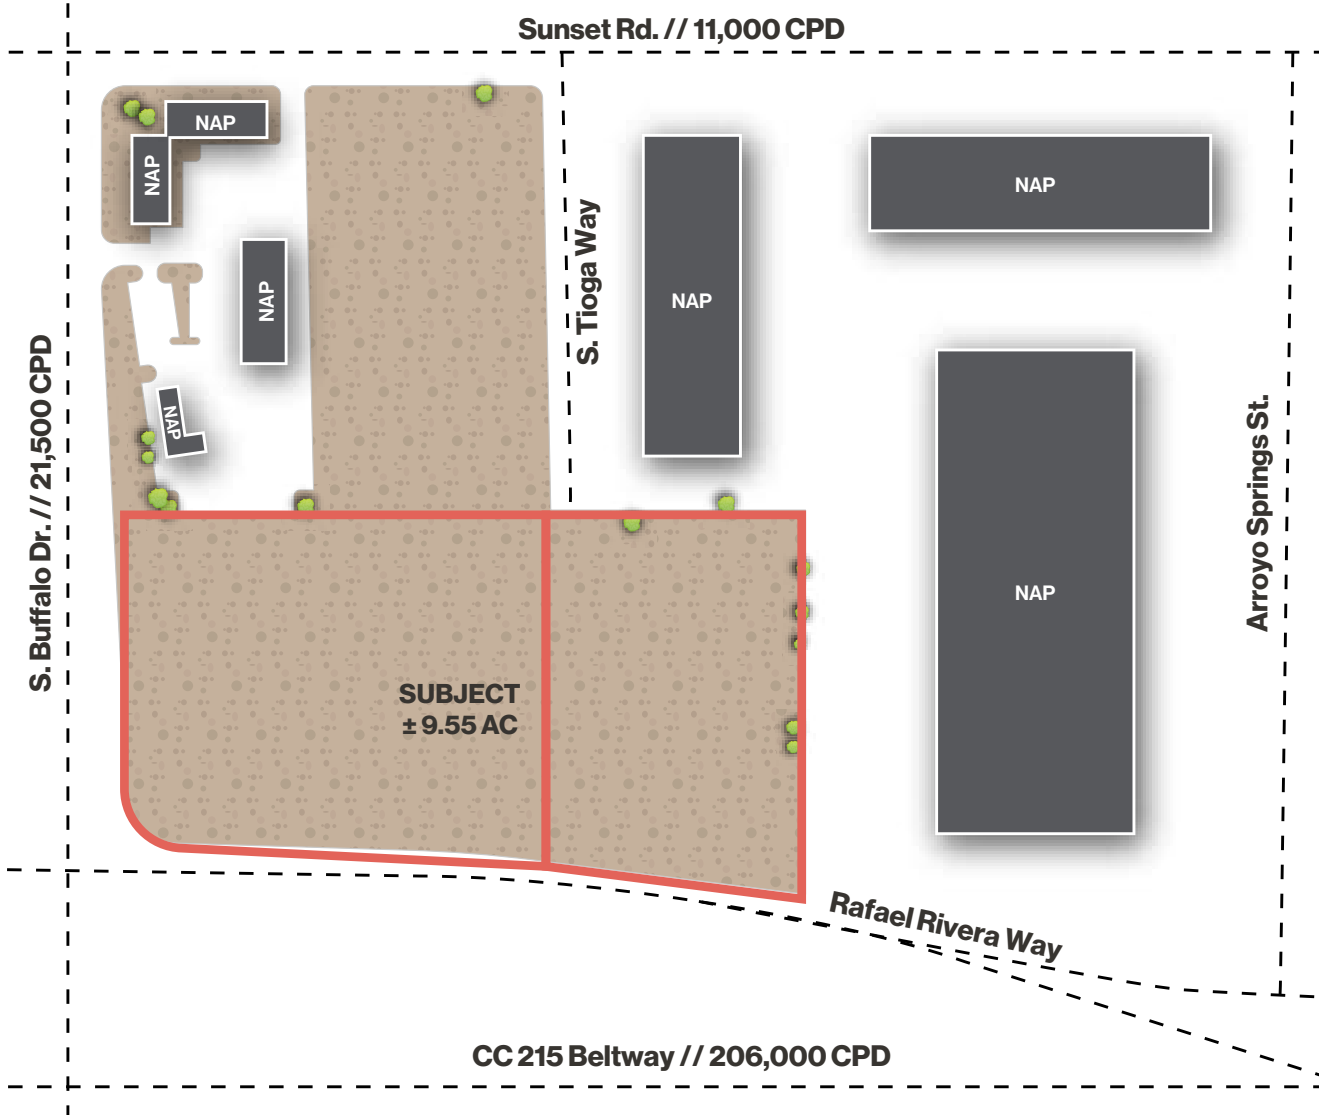 Sunset Rd. // 11,000 CPD
NAP
NAP
NAP
NAP
S. Tioga Way
NAP
NAP
NAP
S. Buffalo Dr. // 21,500 CPD
Arroyo Springs St.
SUBJECT
± 9.55 AC
Rafael Rivera Way
CC 215 Beltway // 206,000 CPD